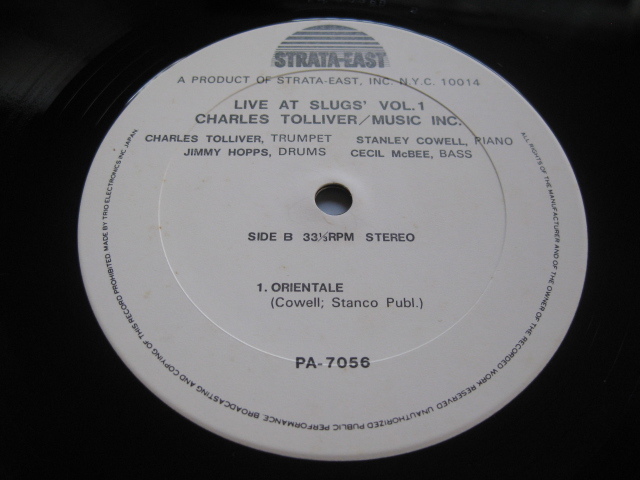 STRATA-EAST
A PRODUCT OF STRATA-EAST, INC. N.Y.C. 10014
LIVE AT SLUGS' VOL.1
CHARLES TOLLIVER/MUSIC INC.
CHARLES TOLLIVER, TRUMPET STANLEY COWELL, PIANO
JIMMY HOPPS, DRUMS CECIL McBEE, BASS
SIDE B 33⅓RPM STEREO
1. ORIENTALE
(Cowell; Stanco Publ.)
PA-7056
ALL RIGHTS OF THE MANUFACTURER AND OF THE OWNER OF THE RECORDED WORK RESERVED UNAUTHORIZED PUBLIC PERFORMANCE BROADCASTING AND COPYING OF THIS RECORD PROHIBITED. MADE BY TRIO ELECTRONICS INC. JAPAN